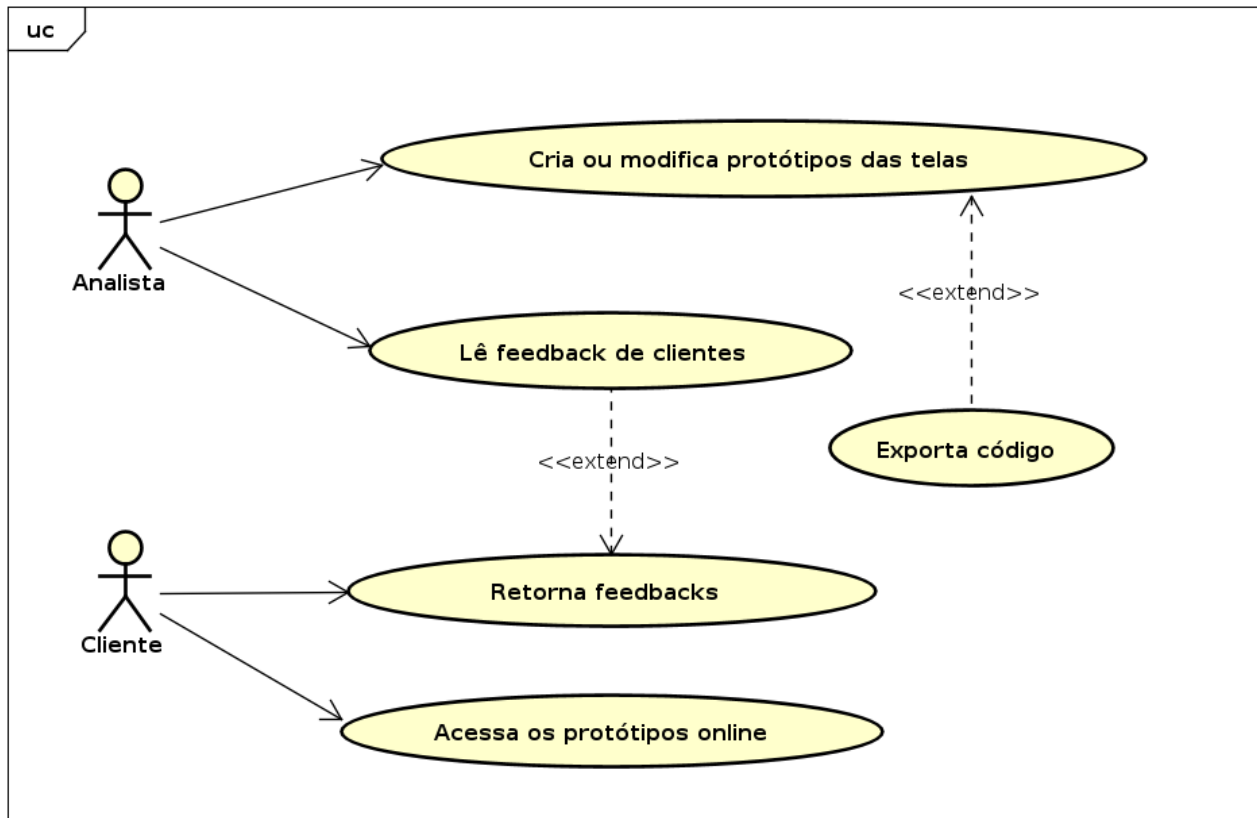 uc
Cria ou modifica protótipos das telas
Analista
<<extend>>
Lê feedback de clientes
Exporta código
<<extend>>
Retorna feedbacks
Cliente
Acessa os protótipos online